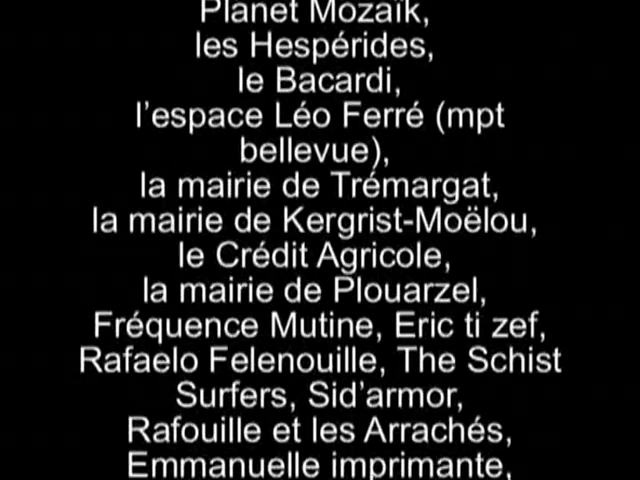 Planet Mozaïk,
les Hespérides,
le Bacardi,
l’espace Léo Ferré (mpt
bellevue),
la mairie de Trémargat,
la mairie de Kergrist-Moëlou,
le Crédit Agricole,
la mairie de Plouarzel,
Fréquence Mutine, Eric ti zef,
Rafaelo Felenouille, The Schist
Surfers, Sid’armor,
Rafouille et les Arrachés,
Emmanuelle imprimante,